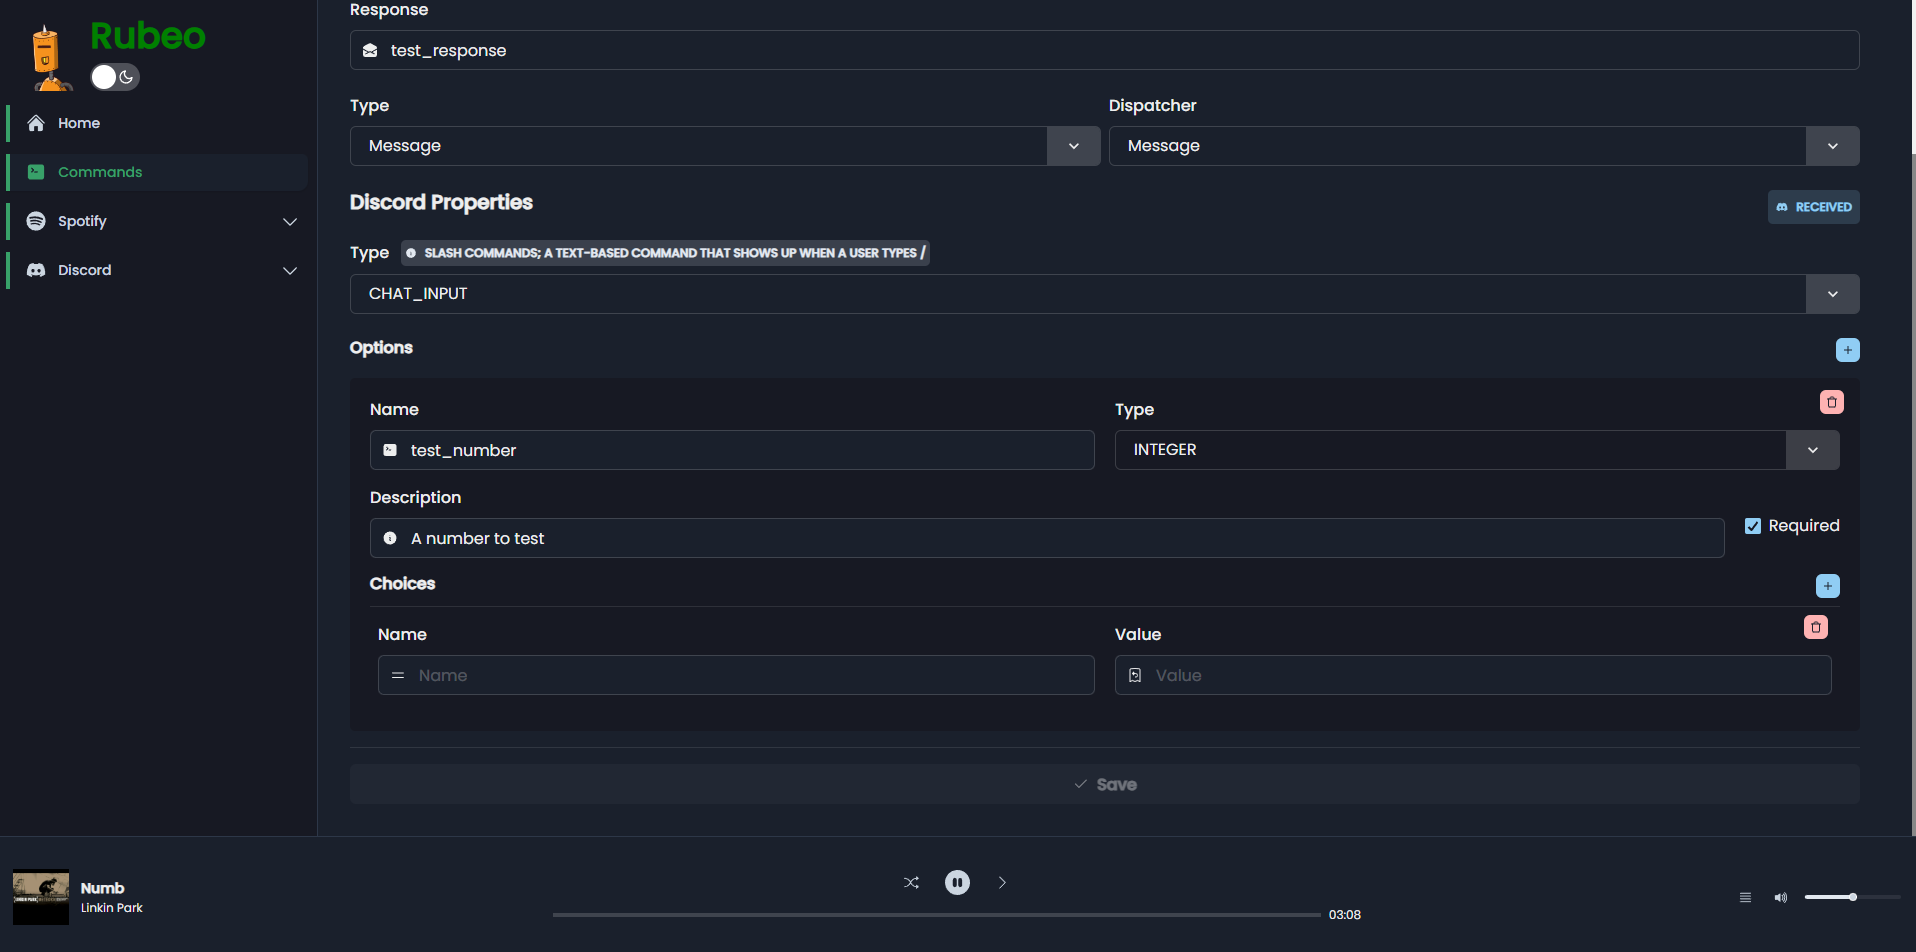 Rubeo
Home
Commands
Spotify
Discord
Response
test_response
Type
Dispatcher
Message
Message
Discord Properties
RECEIVED
Type
SLASH COMMANDS; A TEXT-BASED COMMAND THAT SHOWS UP WHEN A USER TYPES /
CHAT_INPUT
Options
Name
Type
test_number
INTEGER
Description
A number to test
Required
Choices
Name
Value
Name
Value
Save
Numb
Linkin Park
03:08